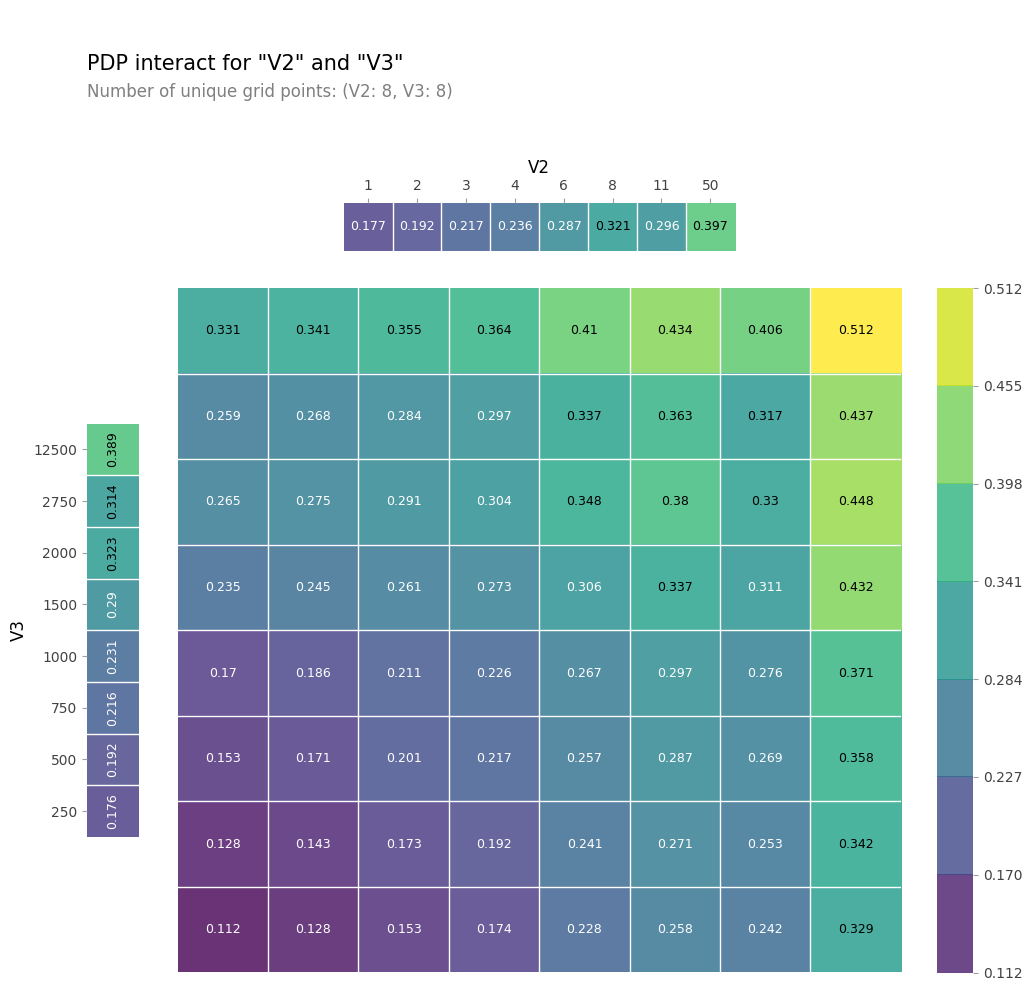 PDP interact for "V2" and "V3"
Number of unique grid points: (V2: 8, V3: 8)
V2
1 2 3 4 6 8 11 50
0.177 0.192 0.217 0.236 0.287 0.321 0.296 0.397
0.512
0.331 0.341 0.355 0.364 0.41 0.434 0.406 0.512
0.455
0.259 0.268 0.284 0.297 0.337 0.363 0.317 0.437
12500 0.389
0.398
2750 0.314
0.265 0.275 0.291 0.304 0.348 0.38 0.33 0.448
2000 0.323
0.341
0.235 0.245 0.261 0.273 0.306 0.337 0.311 0.432
1500 0.29
V3
1000 0.231
0.17 0.186 0.211 0.226 0.267 0.297 0.276 0.371
0.284
750 0.216
0.153 0.171 0.201 0.217 0.257 0.287 0.269 0.358
500 0.192
0.227
250 0.176
0.128 0.143 0.173 0.192 0.241 0.271 0.253 0.342
0.170
0.112 0.128 0.153 0.174 0.228 0.258 0.242 0.329
0.112